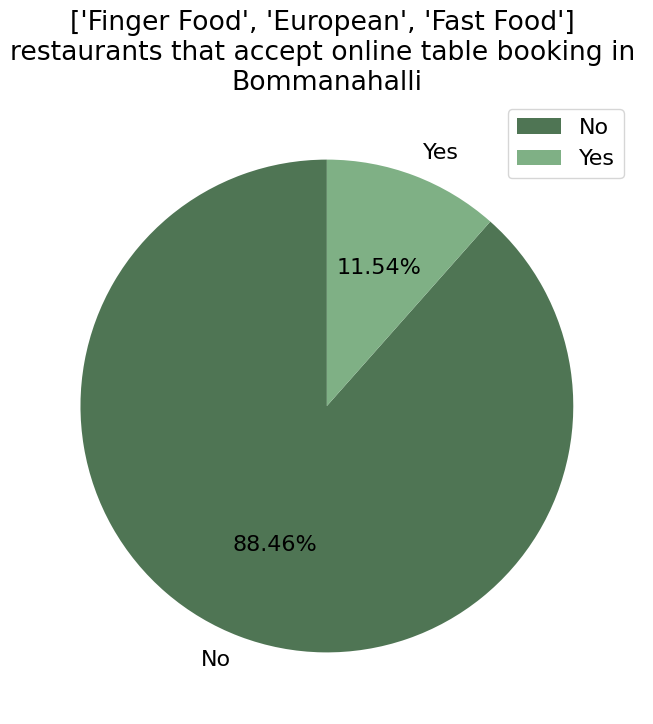 ['Finger Food', 'European', 'Fast Food']
restaurants that accept online table booking in
Bommanahalli
No
Yes
Yes
11.54%
88.46%
No